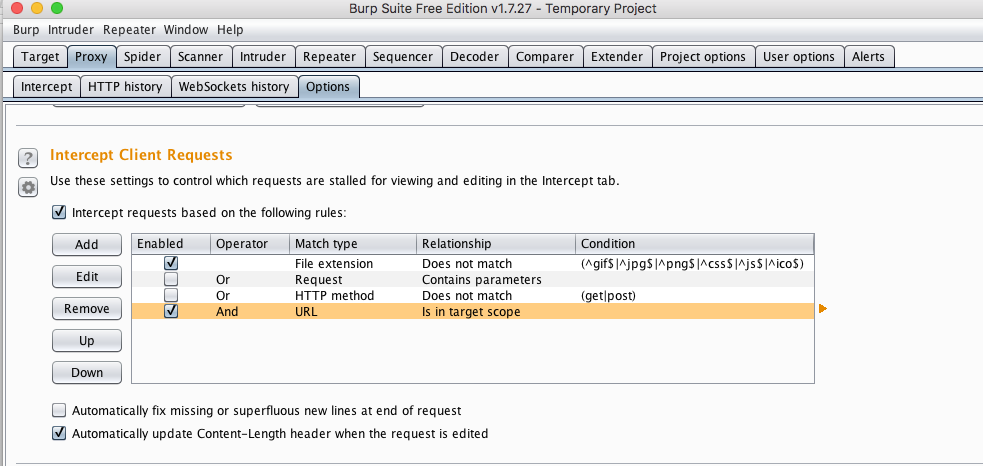 Burp Suite Free Edition v1.7.27 - Temporary Project
Burp Intruder Repeater Window Help
Target Proxy Spider Scanner Intruder Repeater Sequencer Decoder Comparer Extender Project options User options Alerts
Intercept HTTP history WebSockets history Options
? Intercept Client Requests
Use these settings to control which requests are stalled for viewing and editing in the Intercept tab.
Intercept requests based on the following rules:
Add Enabled Operator Match type Relationship Condition
File extension Does not match (^gif$|^jpg$|^png$|^css$|^js$|^ico$)
Edit Or Request Contains parameters
Or HTTP method Does not match (get|post)
Remove And URL Is in target scope
Up
Down
Automatically fix missing or superfluous new lines at end of request
Automatically update Content-Length header when the request is edited